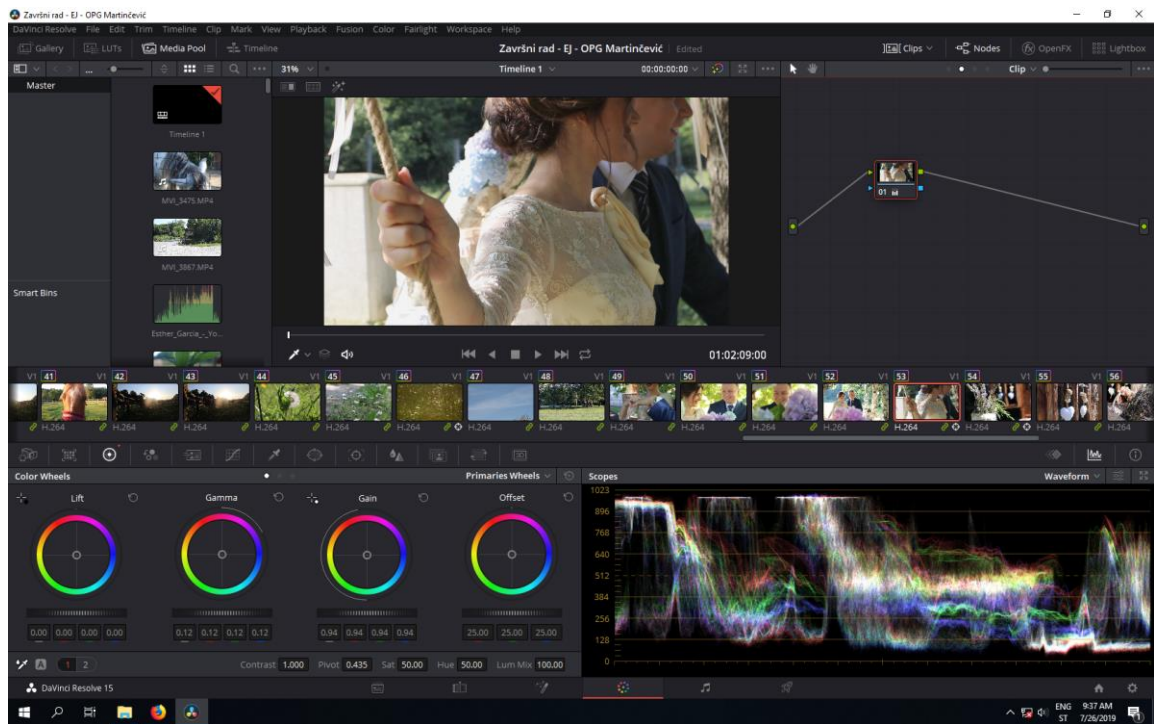 Završni rad - EJ - OPG Martinčević
DaVinci Resolve File Edit Trim Timeline Clip Mark View Playback Fusion Color Fairlight Workspace Help
Gallery LUTs Media Pool Timeline Završni rad - EJ - OPG Martinčević Edited Clips Nodes OpenFX Lightbox
31% Timeline 1 00:00:00:00 Clip
Master
Timeline 1
MVI_3475.MP4
MVI_3867.MP4
Smart Bins
Esther_Garcia_-_Yo...
01
01:02:09:00
V1 41 V1 42 V1 43 V1 44 V1 45 V1 46 V1 47 V1 48 V1 49 V1 50 V1 51 V1 52 V1 53 V1 54 V1 55 V1 56
H.264 H.264 H.264 H.264 H.264 H.264 H.264 H.264 H.264 H.264 H.264 H.264 H.264 H.264 H.264 H.264
Color Wheels Primaries Wheels Scopes Waveform
Lift Gamma Gain Offset
1023
896
768
640
512
384
256
128
0
0.00 0.00 0.00 0.00 0.12 0.12 0.12 0.12 0.94 0.94 0.94 0.94 25.00 25.00 25.00
A 1 2 Contrast 1.000 Pivot 0.435 Sat 50.00 Hue 50.00 Lum Mix 100.00
DaVinci Resolve 15
ENG 9:37 AM
ST 7/26/2019